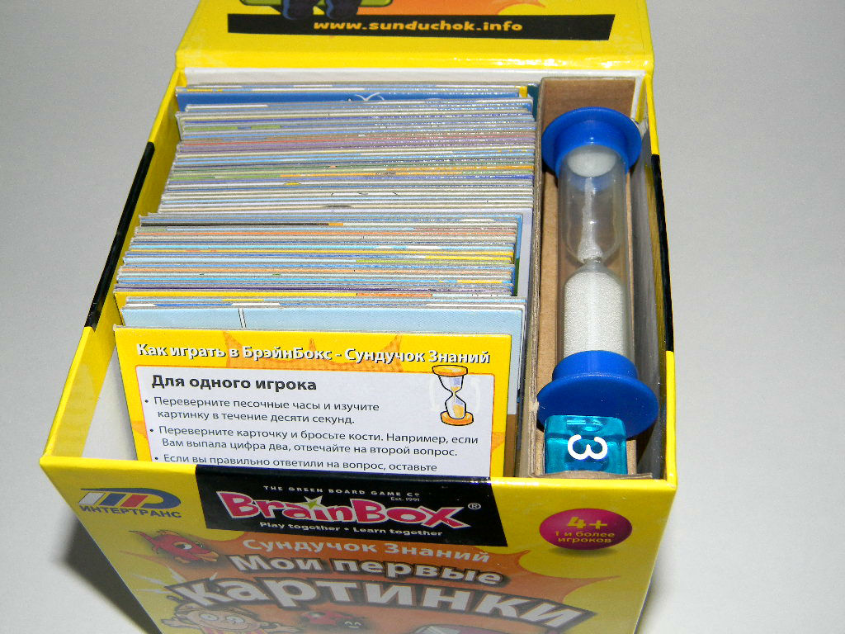 www.sunduchok.info
Как играть в БрэйнБокс - Сундучок Знаний
Для одного игрока
• Переверните песочные часы и изучите
картинку в течение десяти секунд.
• Переверните карточку и бросьте кости. Например, если
Вам выпала цифра два, отвечайте на второй вопрос.
• Если вы правильно ответили на вопрос, оставьте
3
ИНТЕРТРАНС
THE GREEN BOARD GAME Co
Est. 1991
BrainBox®
Play together • Learn together
4+
1 и более
игроков
Сундучок Знаний
Мои первые
картинки